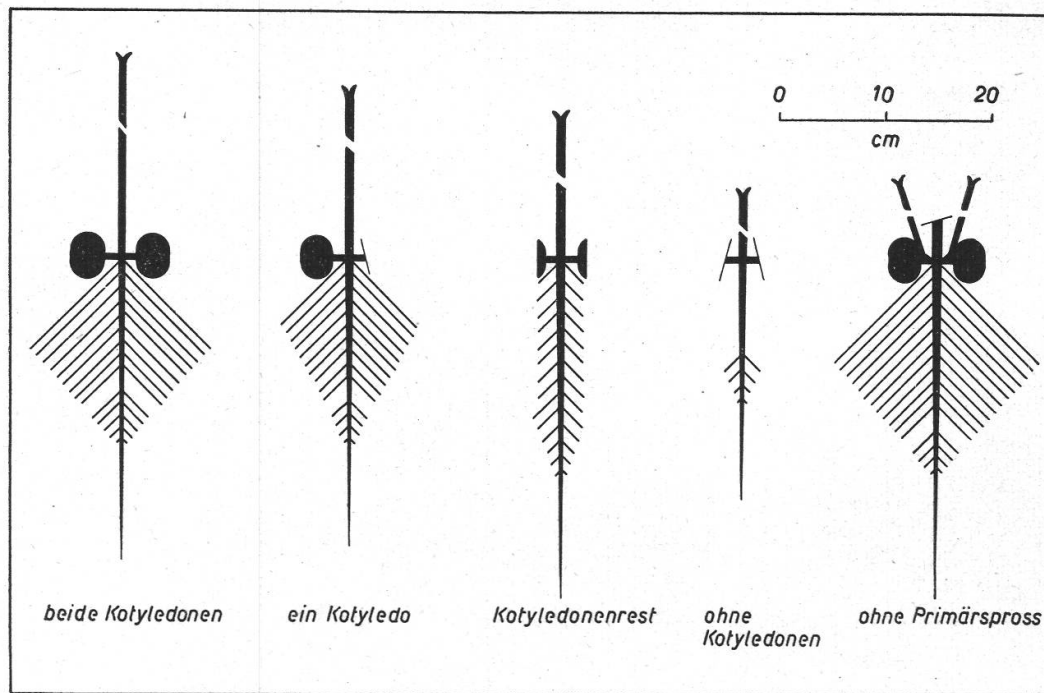 0 10 20
cm
beide Kotyledonen
ein Kotyledo
Kotyledonenrest
ohne
Kotyledonen
ohne Primärspross